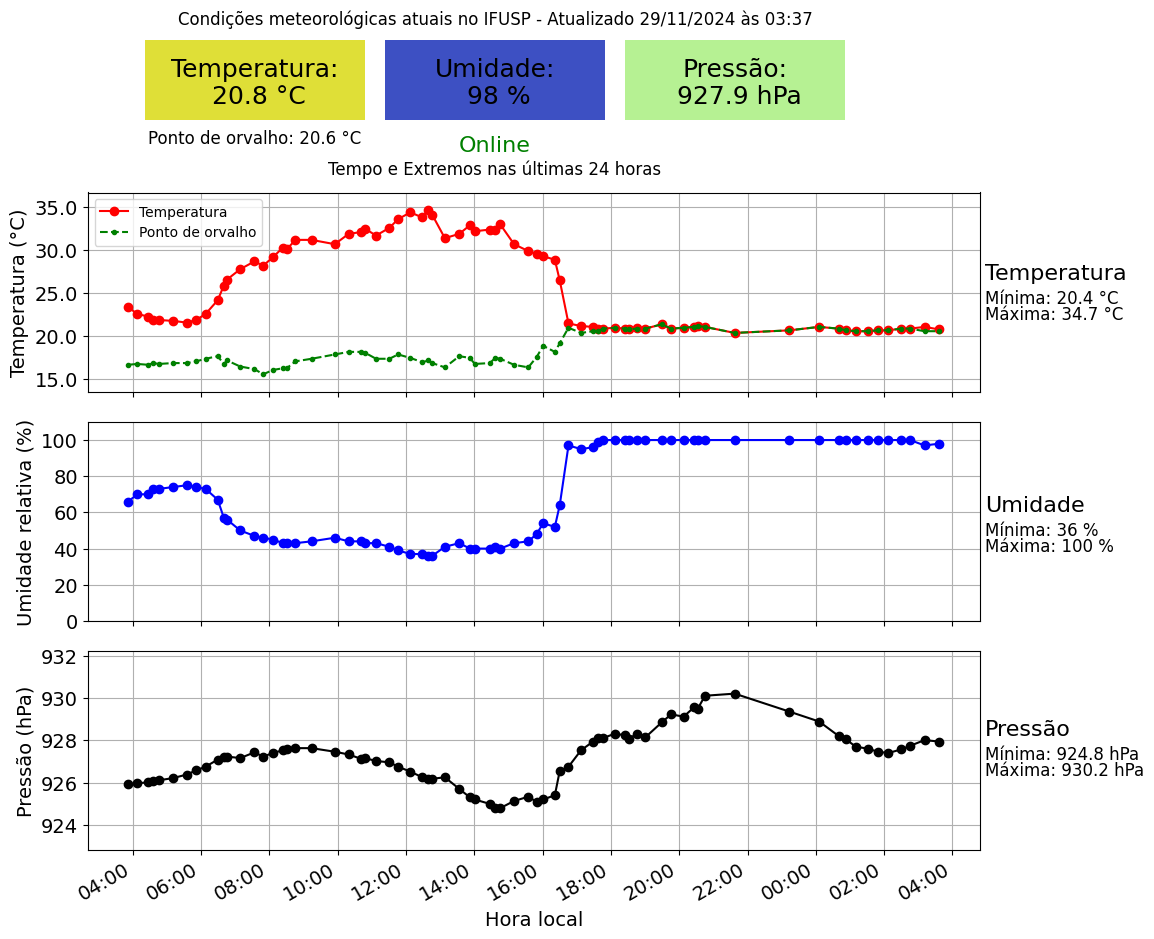 Condições meteorológicas atuais no IFUSP - Atualizado 29/11/2024 às 03:37
Temperatura:
20.8 °C
Umidade:
98 %
Pressão:
927.9 hPa
Ponto de orvalho: 20.6 °C
Online
Tempo e Extremos nas últimas 24 horas
Temperatura (°C)
35.0
30.0
25.0
20.0
15.0
Temperatura
Ponto de orvalho
Temperatura
Mínima: 20.4 °C
Máxima: 34.7 °C
Umidade relativa (%)
100
80
60
40
20
0
Umidade
Mínima: 36 %
Máxima: 100 %
Pressão (hPa)
932
930
928
926
924
Pressão
Mínima: 924.8 hPa
Máxima: 930.2 hPa
04:00 06:00 08:00 10:00 12:00 14:00 16:00 18:00 20:00 22:00 00:00 02:00 04:00
Hora local